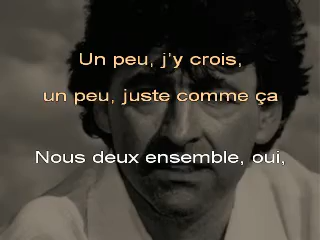 Un peu, j'y crois,
un peu, juste comme ça
Nous deux ensemble, oui,